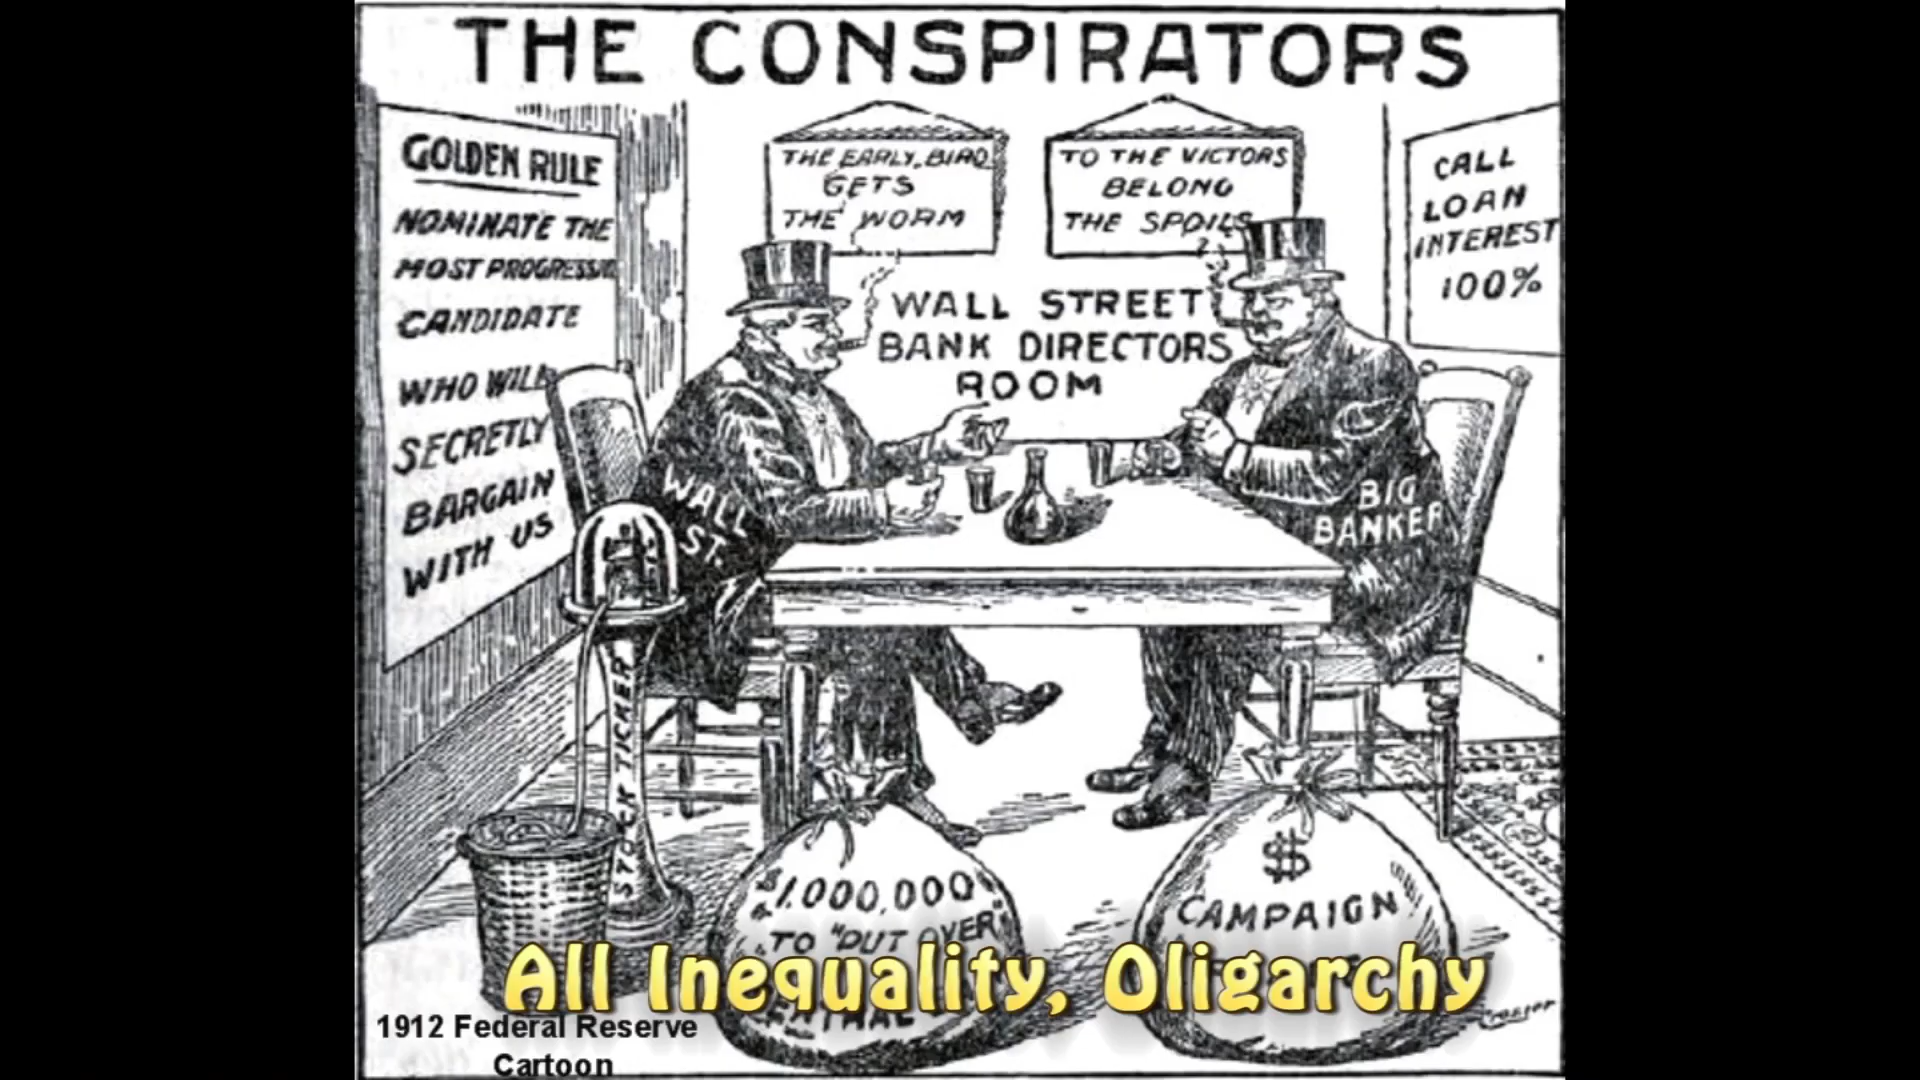 THE CONSPIRATORS
GOLDEN RULE
NOMINATE THE
MOST PROGRESSIVE
CANDIDATE
WHO WILL
SECRETLY
BARGAIN
WITH US
THE EARLY BIRD
GETS
THE WORM
TO THE VICTORS
BELONG
THE SPOILS
CALL
LOAN
INTEREST
100%
WALL STREET
BANK DIRECTORS
ROOM
WALL
ST.
BIG
BANKER
STOCK TICKER
$1,000,000
TO "PUT OVER"
$
CAMPAIGN
All Inequality, Oligarchy
1912 Federal Reserve
Cartoon